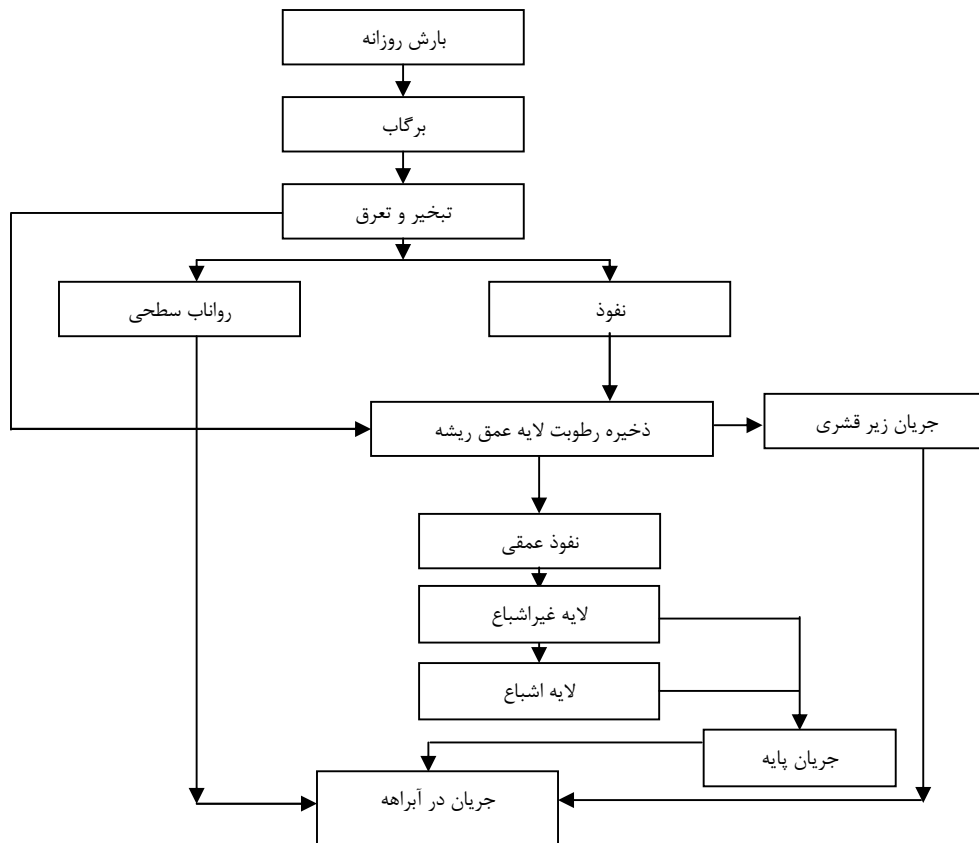 بارش روزانه
برگاب
تبخیر و تعرق
رواناب سطحی
نفوذ
ذخیره رطوبت لایه عمق ریشه
جریان زیر قشری
نفوذ عمقی
لایه غیراشباع
لایه اشباع
جریان پایه
جریان در آبراهه